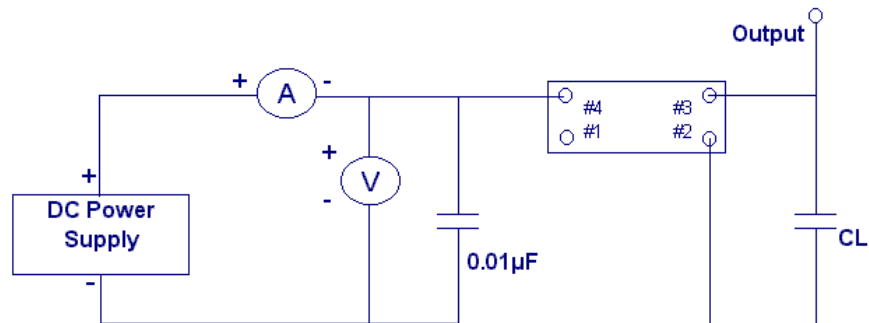 Output
+
A
-
#4
#3
#1
#2
+
V
-
+
DC Power
Supply
-
0.01µF
CL